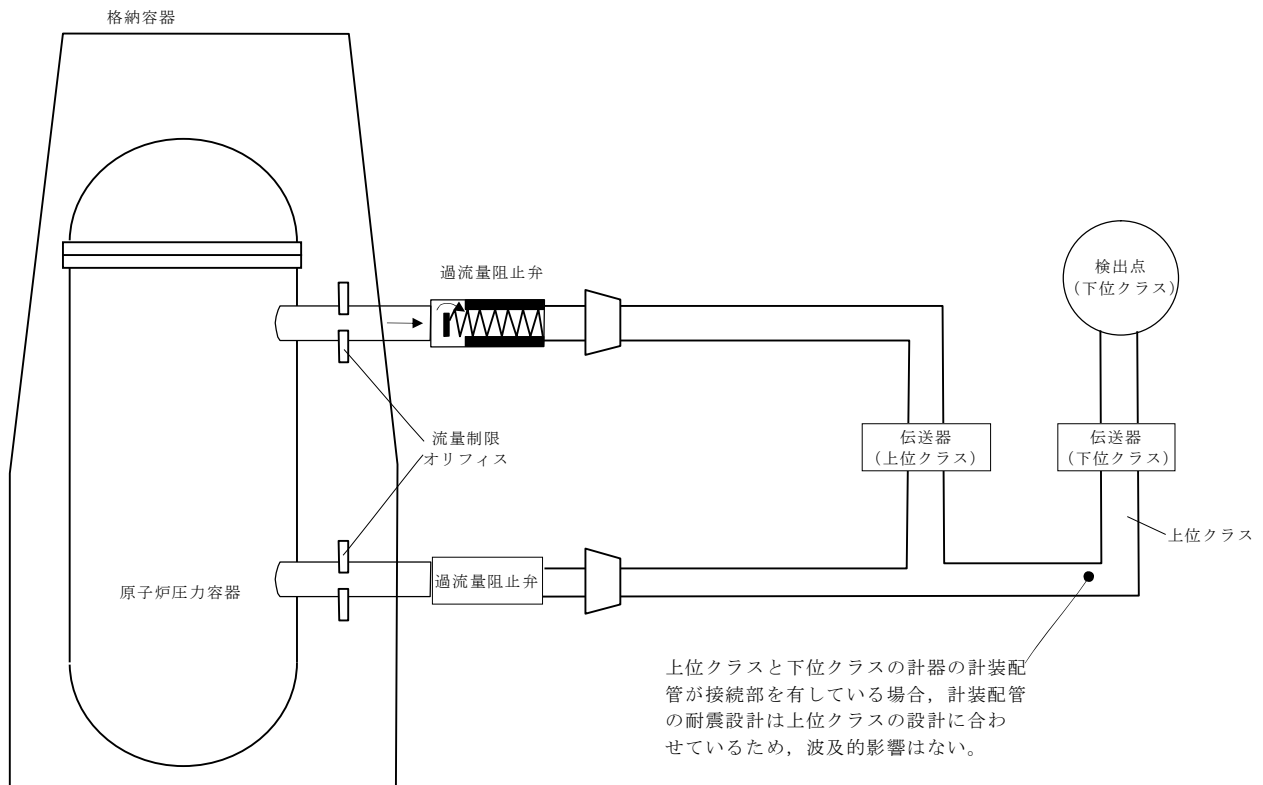 格納容器
過流量阻止弁
検出点
(下位クラス)
流量制限
オリフィス
伝送器
(上位クラス)
伝送器
(下位クラス)
上位クラス
原子炉圧力容器
過流量阻止弁
上位クラスと下位クラスの計器の計装配
管が接続部を有している場合，計装配管
の耐震設計は上位クラスの設計に合わ
せているため，波及的影響はない。